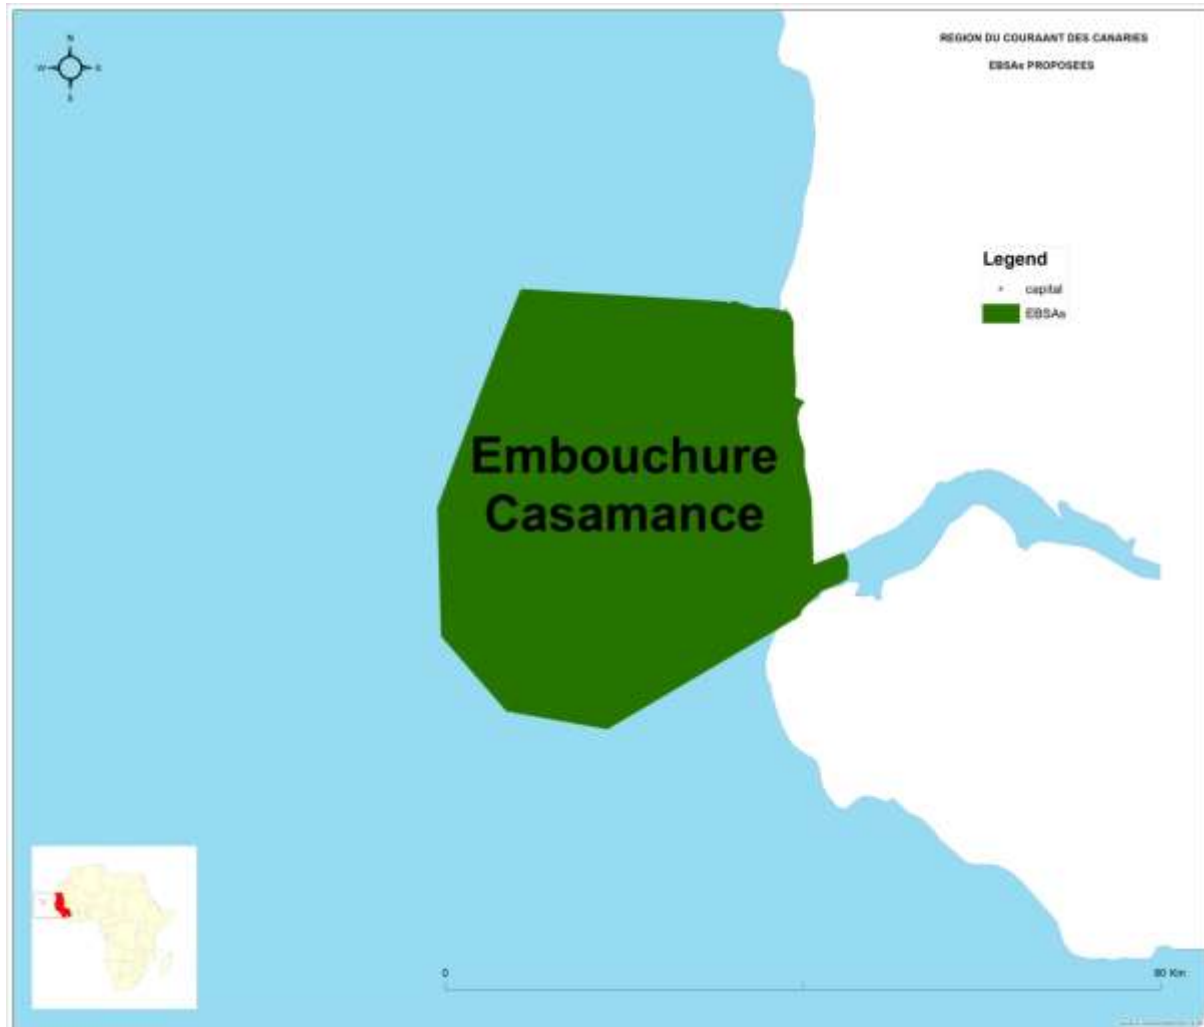 REGION DU COURAANT DES CANARIES
EBSAs PROPOSEES
N
W
E
S
Legend
capital
EBSAs
Embouchure
Casamance
0
80 Km